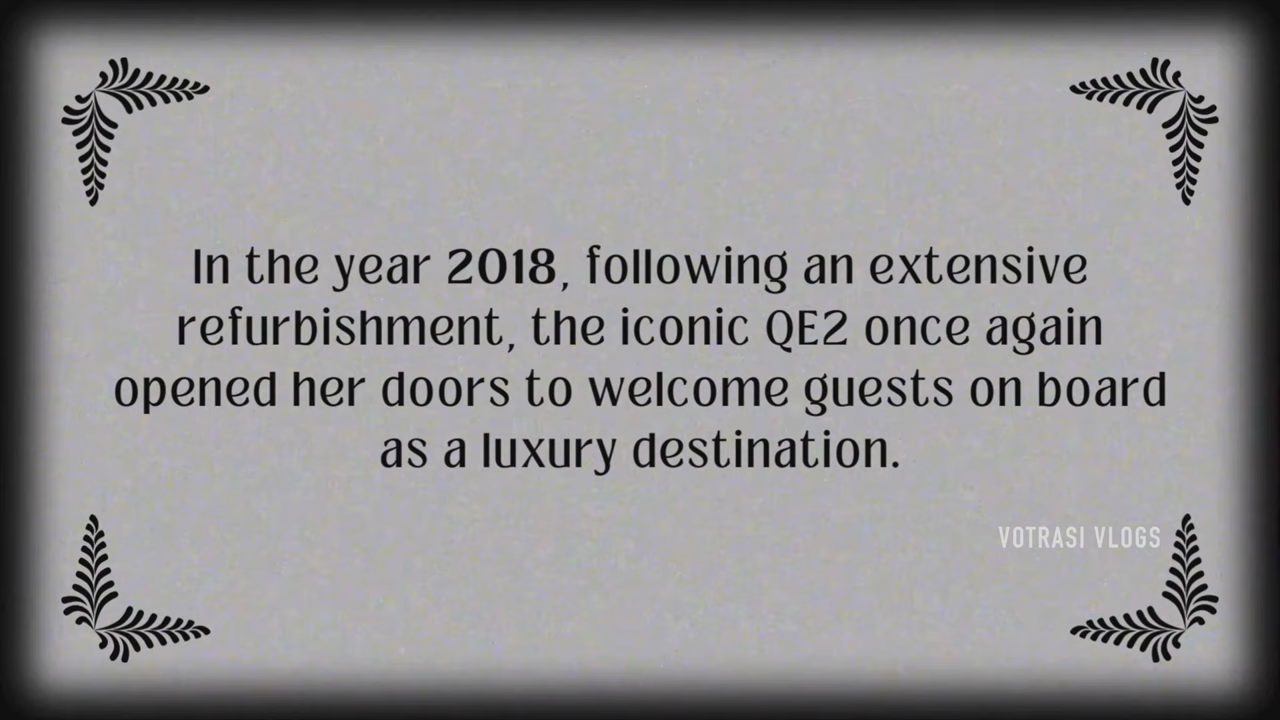 In the year 2018, following an extensive
refurbishment, the iconic QE2 once again
opened her doors to welcome guests on board
as a luxury destination.
VOTRASI VLOGS